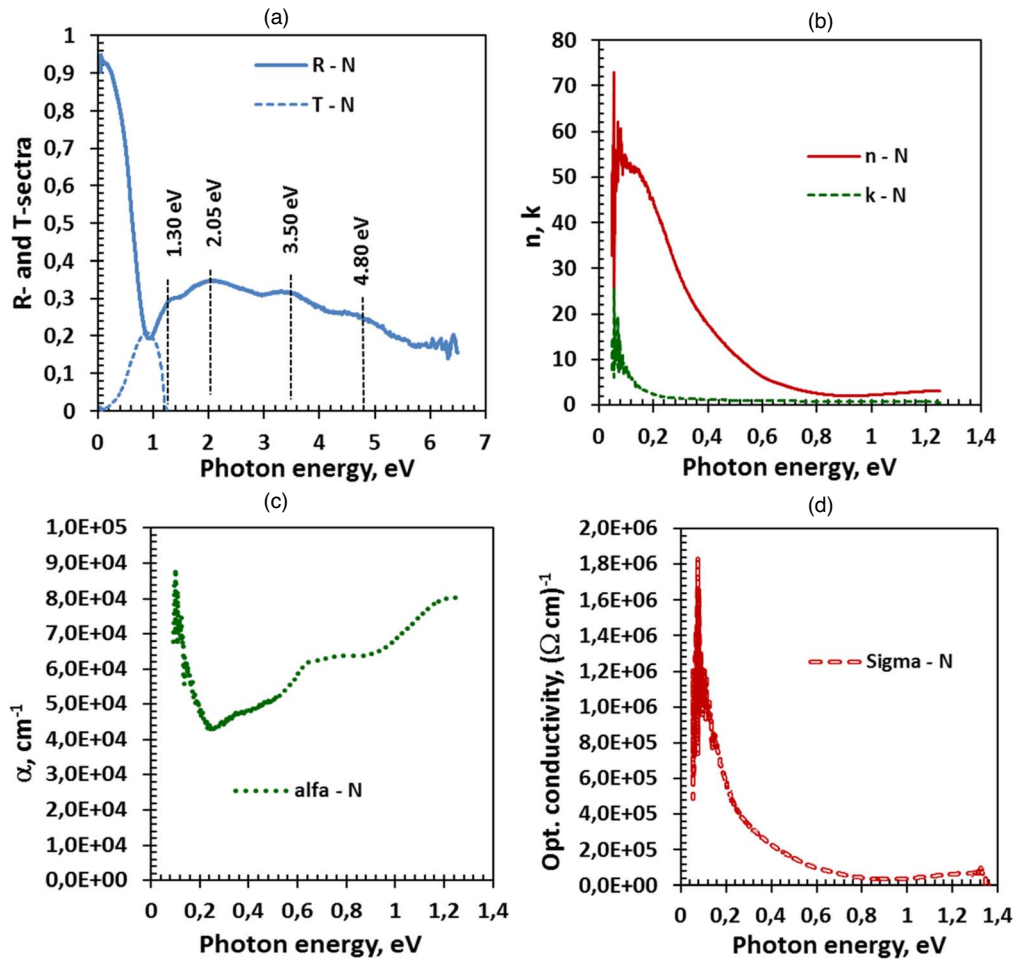 (a)
R- and T-sectra
1
0,9
0,8
0,7
0,6
0,5
0,4
0,3
0,2
0,1
0
R - N
T - N
1.30 eV
2.05 eV
3.50 eV
4.80 eV
0 1 2 3 4 5 6 7
Photon energy, eV
(b)
n, k
80
70
60
50
40
30
20
10
0
n - N
k - N
0 0,2 0,4 0,6 0,8 1 1,2 1,4
Photon energy, eV
(c)
α, cm-1
1,0E+05
9,0E+04
8,0E+04
7,0E+04
6,0E+04
5,0E+04
4,0E+04
3,0E+04
2,0E+04
1,0E+04
0,0E+00
alfa - N
0 0,2 0,4 0,6 0,8 1 1,2 1,4
Photon energy, eV
(d)
Opt. conductivity, (Ω cm)-1
2,0E+06
1,8E+06
1,6E+06
1,4E+06
1,2E+06
1,0E+06
8,0E+05
6,0E+05
4,0E+05
2,0E+05
0,0E+00
Sigma - N
0 0,2 0,4 0,6 0,8 1 1,2 1,4
Photon energy, eV